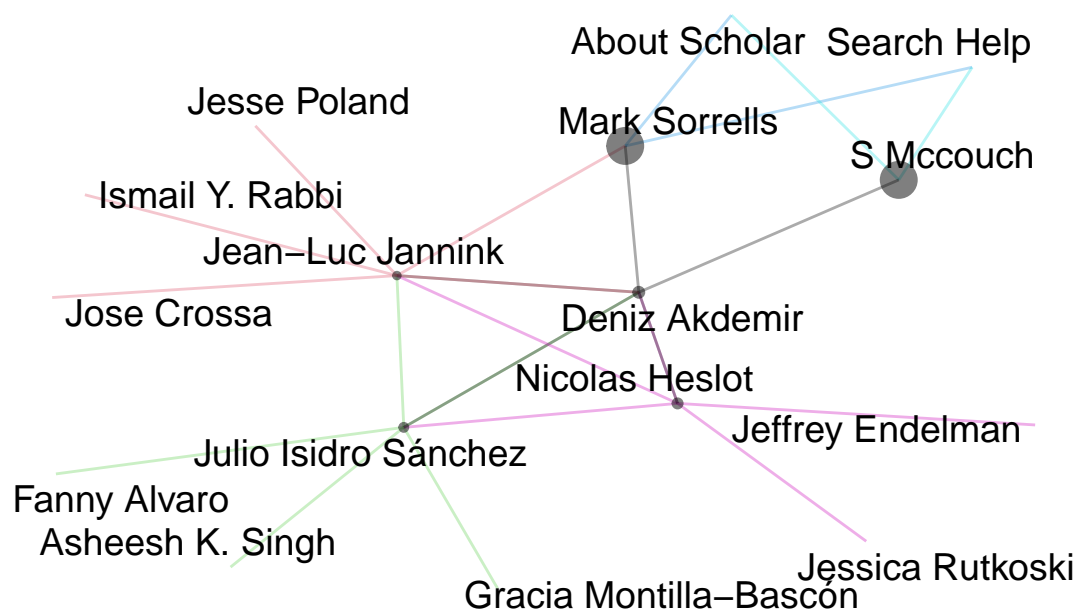 About Scholar
Search Help
Jesse Poland
Mark Sorrells
S Mccouch
Ismail Y. Rabbi
Jean−Luc Jannink
Jose Crossa
Deniz Akdemir
Nicolas Heslot
Jeffrey Endelman
Julio Isidro Sánchez
Fanny Alvaro
Asheesh K. Singh
Jessica Rutkoski
Gracia Montilla−Bascón